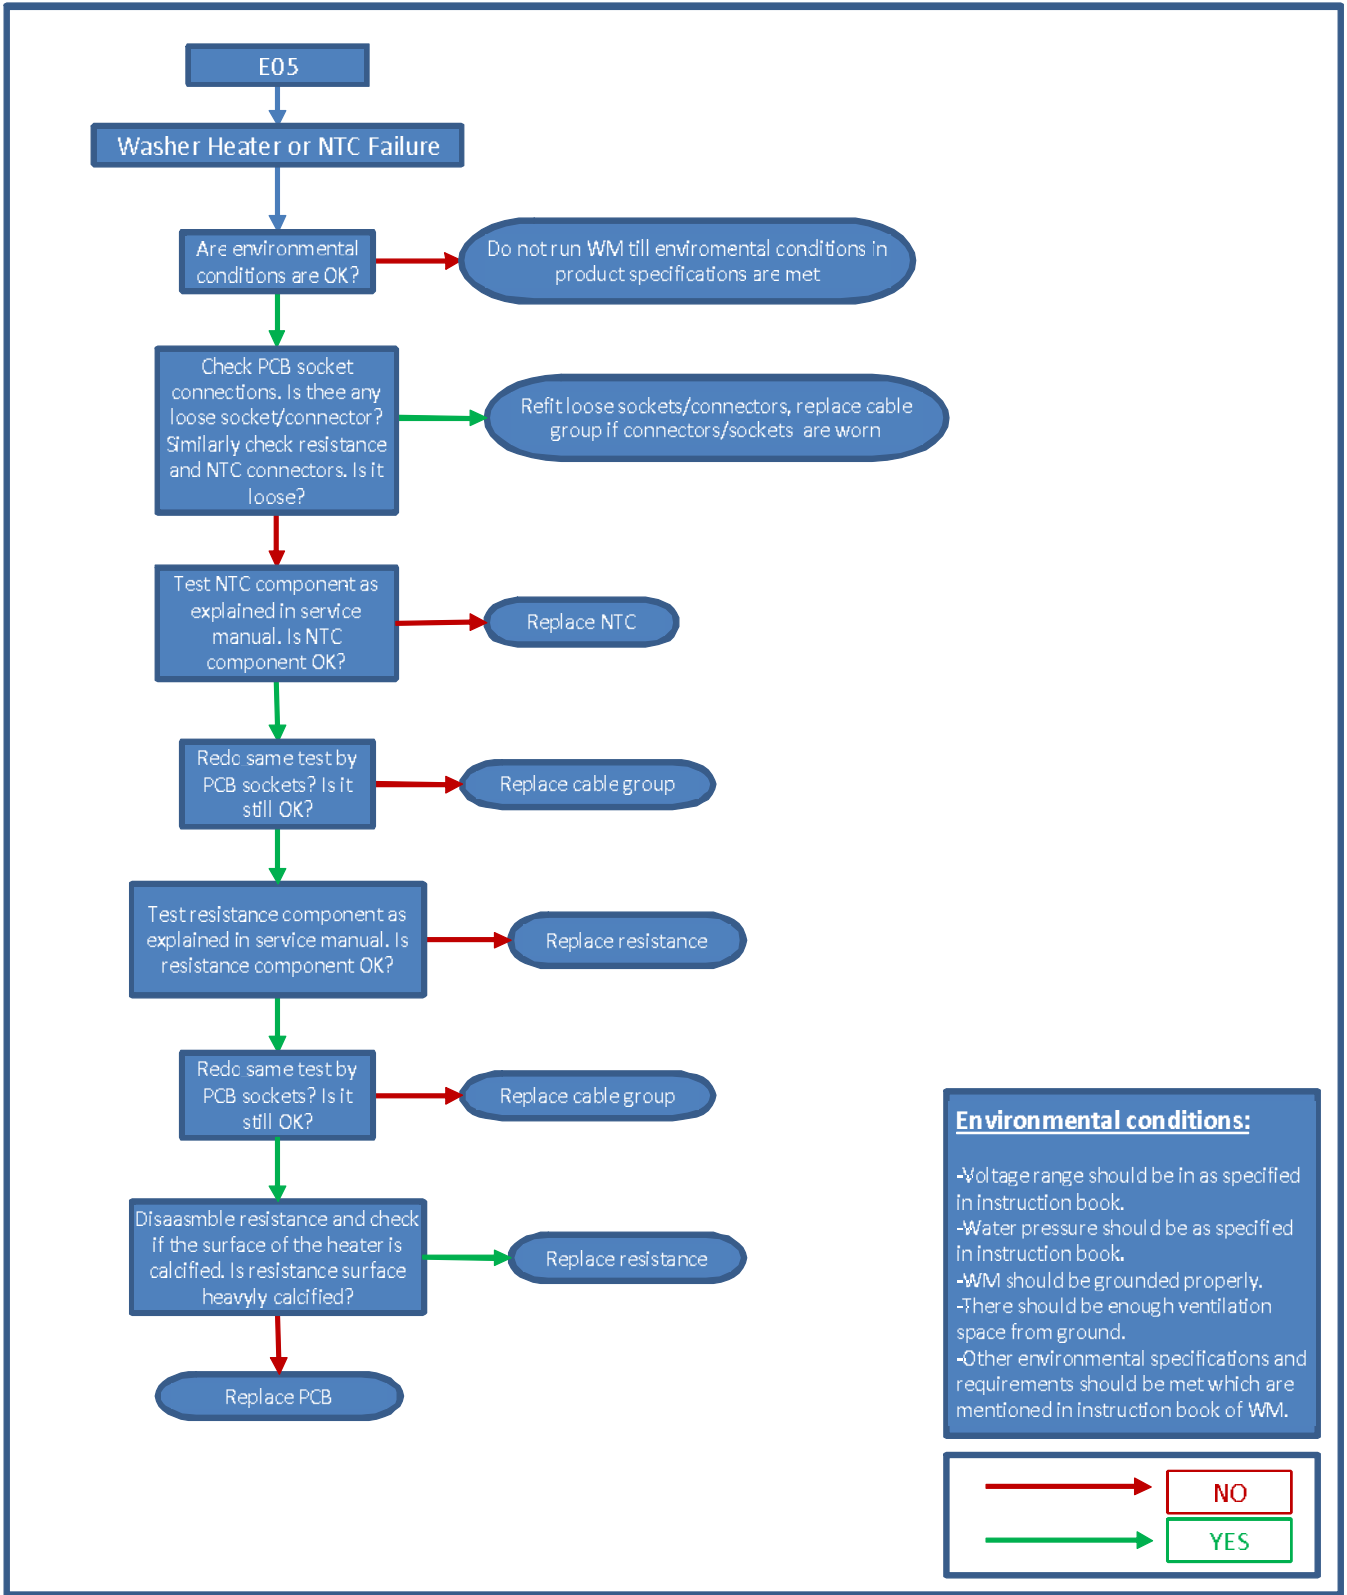 E05
Washer Heater or NTC Failure
Are environmental
conditions are OK?
Do not run WM till enviromental conditions in
product specifications are met
Check PCB socket
connections. Is thee any
loose socket/connector?
Similarly check resistance
and NTC connectors. Is it
loose?
Refit loose sockets/connectors, replace cable
group if connectors/sockets are worn
Test NTC component as
explained in service
manual. Is NTC
component OK?
Replace NTC
Redo same test by
PCB sockets? Is it
still OK?
Replace cable group
Test resistance component as
explained in service manual. Is
resistance component OK?
Replace resistance
Redo same test by
PCB sockets? Is it
still OK?
Replace cable group
Disaasmble resistance and check
if the surface of the heater is
calcified. Is resistance surface
heavyly calcified?
Replace resistance
Replace PCB
Environmental conditions:
-Voltage range should be in as specified
in instruction book.
-Water pressure should be as specified
in instruction book.
-WM should be grounded properly.
-There should be enough ventilation
space from ground.
-Other environmental specifications and
requirements should be met which are
mentioned in instruction book of WM.
NO
YES